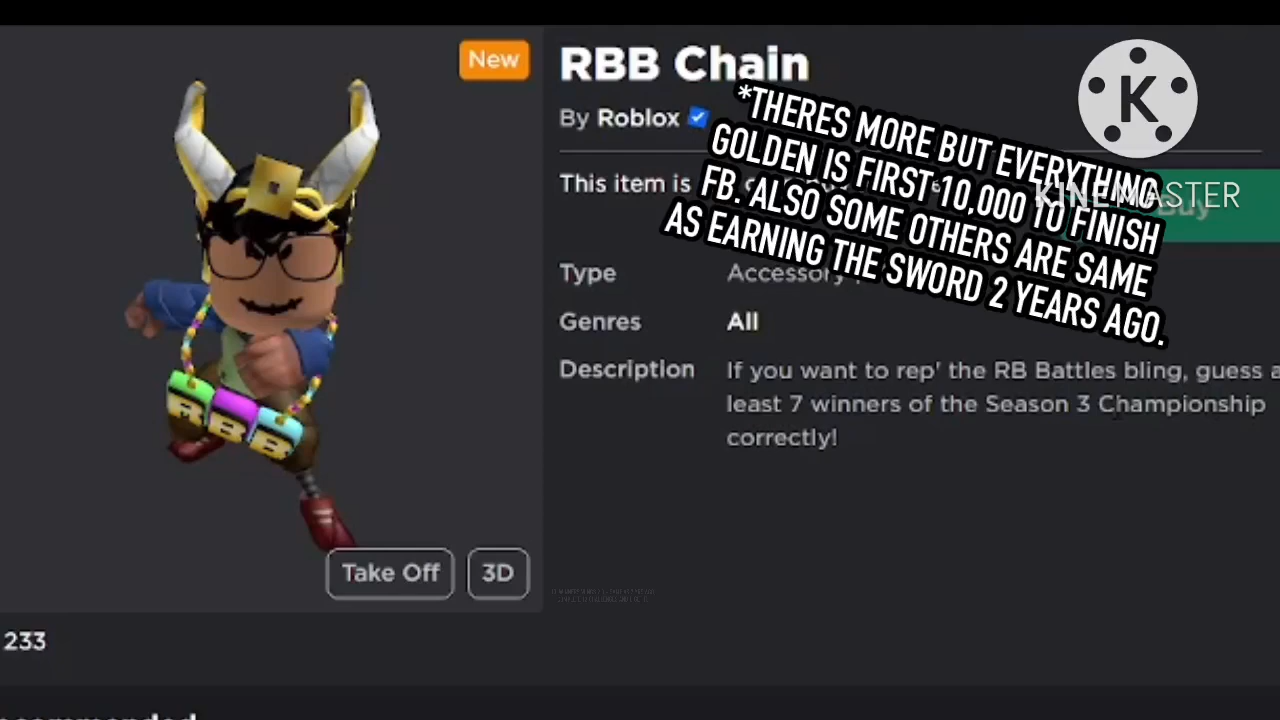 New
RBB Chain
By Roblox
*THERES MORE BUT EVERYTHING
GOLDEN IS FIRST 10,000 TO FINISH
FB. ALSO SOME OTHERS ARE SAME
AS EARNING THE SWORD 2 YEARS AGO.
K
KINEMASTER
This item is
Buy
Type
Accessory
Genres
All
Description
If you want to rep' the RB Battles bling, guess a
least 7 winners of the Season 3 Championship
correctly!
RBB
Take Off
3D
233